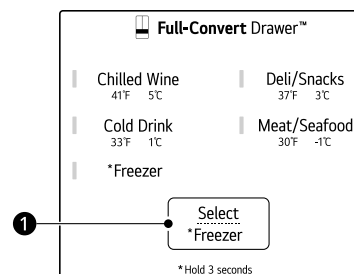 Full-Convert Drawer™
Chilled Wine
41°F 5°C
Deli/Snacks
37°F 3°C
Cold Drink
33°F 1°C
Meat/Seafood
30°F -1°C
*Freezer
1
Select
*Freezer
*Hold 3 seconds